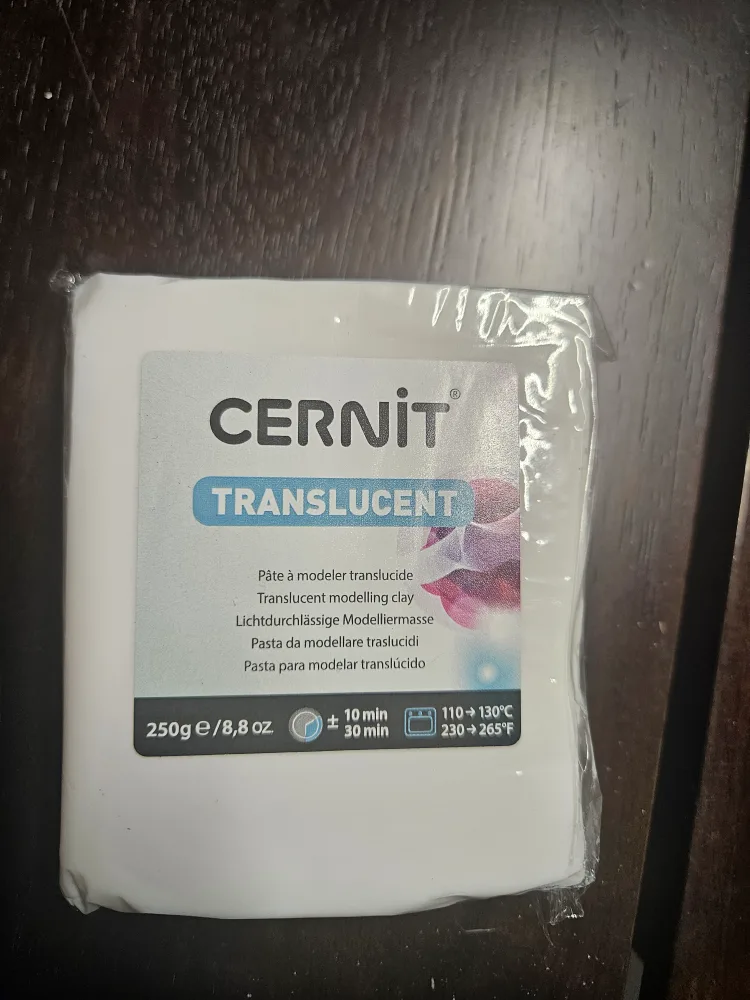 CERNiT®
TRANSLUCENT
Pâte à modeler translucide
Translucent modelling clay
Lichtdurchlässige Modelliermasse
Pasta da modellare traslucidi
Pasta para modelar translúcido
250g e /8,8 oz. ± 10 min 30 min 110→130°C 230→265°F